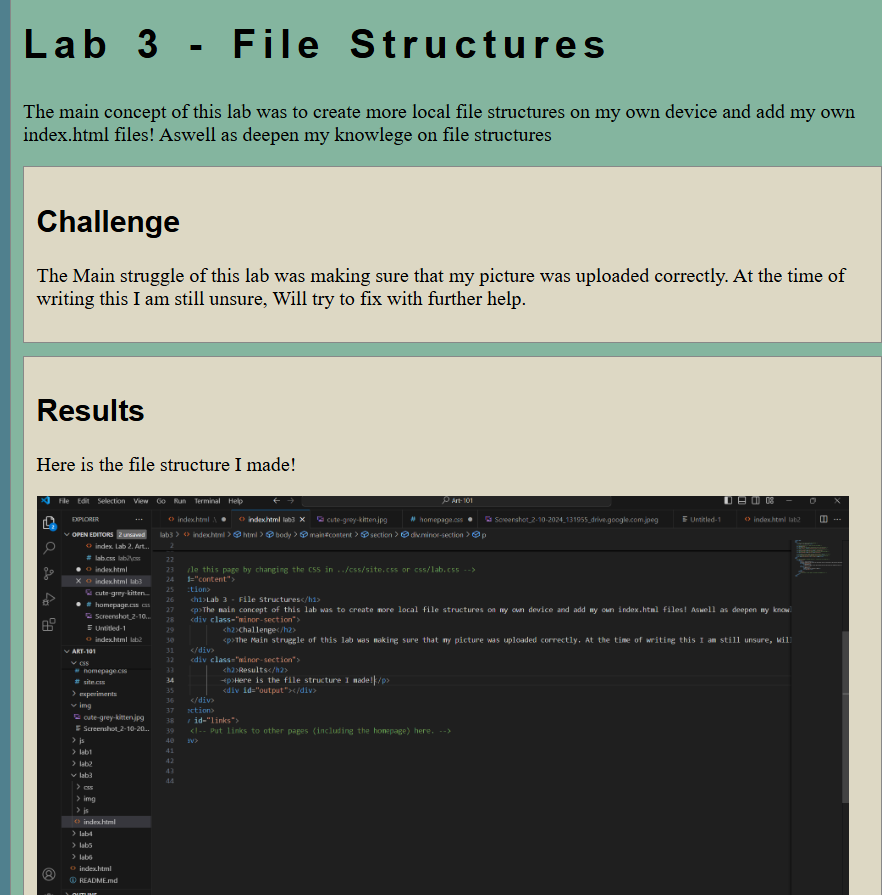 Lab 3 - File Structures
The main concept of this lab was to create more local file structures on my own device and add my own
index.html files! Aswell as deepen my knowlege on file structures
Challenge
The Main struggle of this lab was making sure that my picture was uploaded correctly. At the time of
writing this I am still unsure, Will try to fix with further help.
Results
Here is the file structure I made!
File Edit Selection View Go Run Terminal Help
Art-101
EXPLORER
index.html
index.html lab3
cute-grey-kitten.jpg
homepage.css
Screenshot_2-10-2024_131955_drive.google.com.jpeg
Untitled-1
index.html lab2
OPEN EDITORS 2 unsaved
index, Lab 2, Art...
lab.css lab2\css
index.html
index.html lab3
cute-grey-kitten...
homepage.css css
Screenshot_2-10...
Untitled-1
index.html lab2
ART-101
css
homepage.css
site.css
experiments
img
cute-grey-kitten.jpg
Screenshot_2-10-20...
js
lab1
lab2
lab3
css
img
js
index.html
lab4
lab5
lab6
index.html
README.md
OUTLINE
lab3 > index.html > html > body > main#content > section > div.minor-section > p
2
22
23 le this page by changing the CSS in ../css/site.css or css/lab.css -->
24 d="content">
25 tion>
26 <h1>Lab 3 - File Structures</h1>
27 <p>The main concept of this lab was to create more local file structures on my own device and add my own index.html files! Aswell as deepen my know
28 <div class="minor-section">
29 <h2>Challenge</h2>
30 <p>The Main struggle of this lab was making sure that my picture was uploaded correctly. At the time of writing this I am still unsure, Wil
31 </div>
32 <div class="minor-section">
33 <h2>Results</h2>
34 <p>Here is the file structure I made!</p>
35 <div id="output"></div>
36 </div>
37 ection>
38 id="links">
39 <!-- Put links to other pages (including the homepage) here. -->
40 av>
41
42
43
44